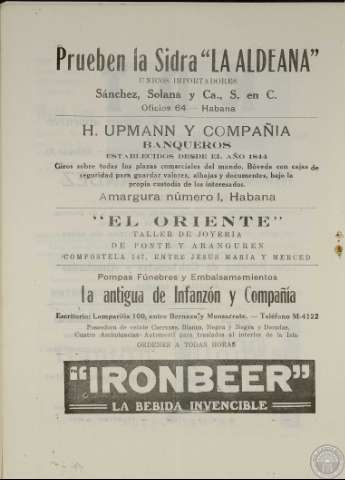 Prueben la Sidra "LA ALDEANA"
UNICOS IMPORTADORES
Sánchez, Solana y Ca., S. en C.
Oficios 64 — Habana
H. UPMANN Y COMPAÑIA
BANQUEROS
ESTABLECIDOS DESDE EL AÑO 1844
Giros sobre todas las plazas comerciales del mundo. Bóveda con cajas de
seguridad para guardar valores, alhajas y documentos, bajo la
propia custodia de los interesados.
Amargura número 1, Habana
"EL ORIENTE"
TALLER DE JOYERIA
DE PONTE Y ARANGUREN
COMPOSTELA 147, ENTRE JESUS MARIA Y MERCED
Pompas Fúnebres y Embalsamamientos
La antigua de Infanzón y Compañía
Escritorio: Lamparilla 100, entre Bernaza y Monserrate. — Teléfono M-4122
Poseedora de veinte Carrozas, Blanca, Negra y Negra y Doradas.
Cuatro Ambulancias-Automóvil para traslados al interior de la Isla
ORDENES A TODAS HORAS
"IRONBEER"
LA BEBIDA INVENCIBLE